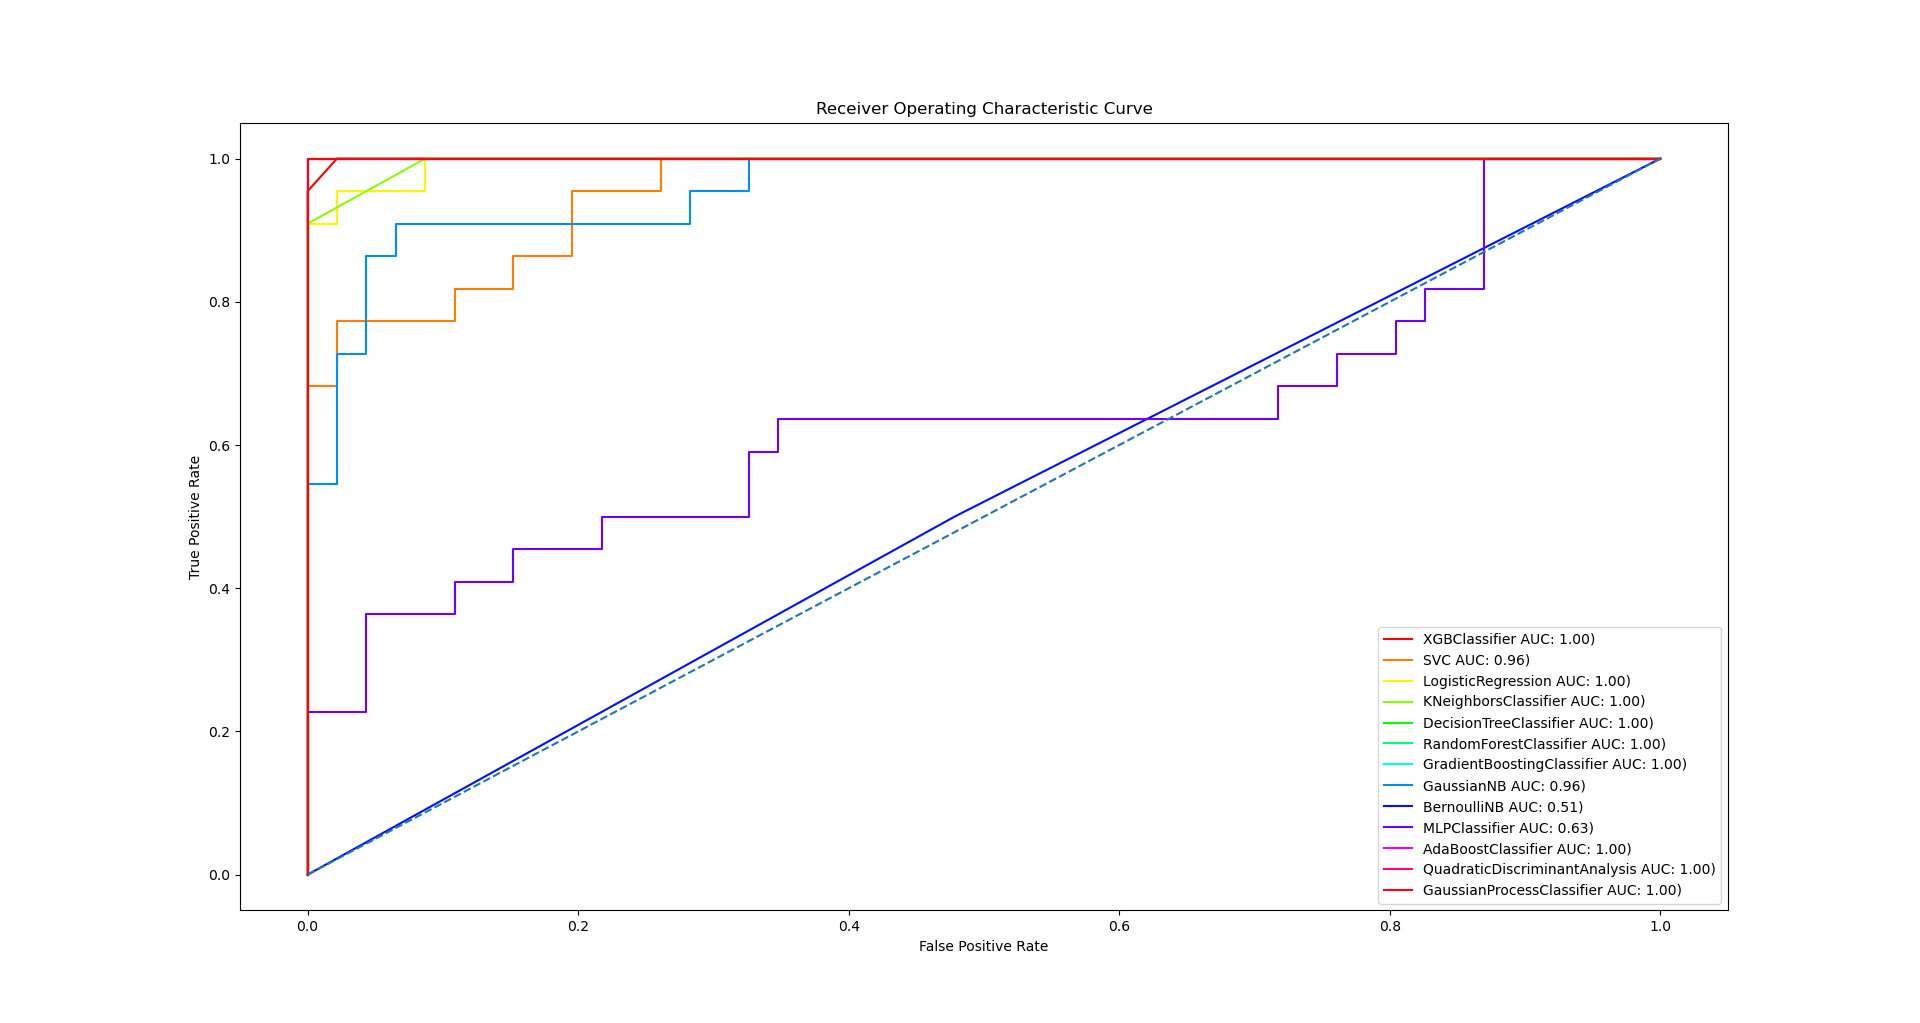 Receiver Operating Characteristic Curve
1.0
0.8
0.6
0.4
0.2
0.0
True Positive Rate
0.0 0.2 0.4 0.6 0.8 1.0
False Positive Rate
XGBClassifier AUC: 1.00)
SVC AUC: 0.96)
LogisticRegression AUC: 1.00)
KNeighborsClassifier AUC: 1.00)
DecisionTreeClassifier AUC: 1.00)
RandomForestClassifier AUC: 1.00)
GradientBoostingClassifier AUC: 1.00)
GaussianNB AUC: 0.96)
BernoulliNB AUC: 0.51)
MLPClassifier AUC: 0.63)
AdaBoostClassifier AUC: 1.00)
QuadraticDiscriminantAnalysis AUC: 1.00)
GaussianProcessClassifier AUC: 1.00)